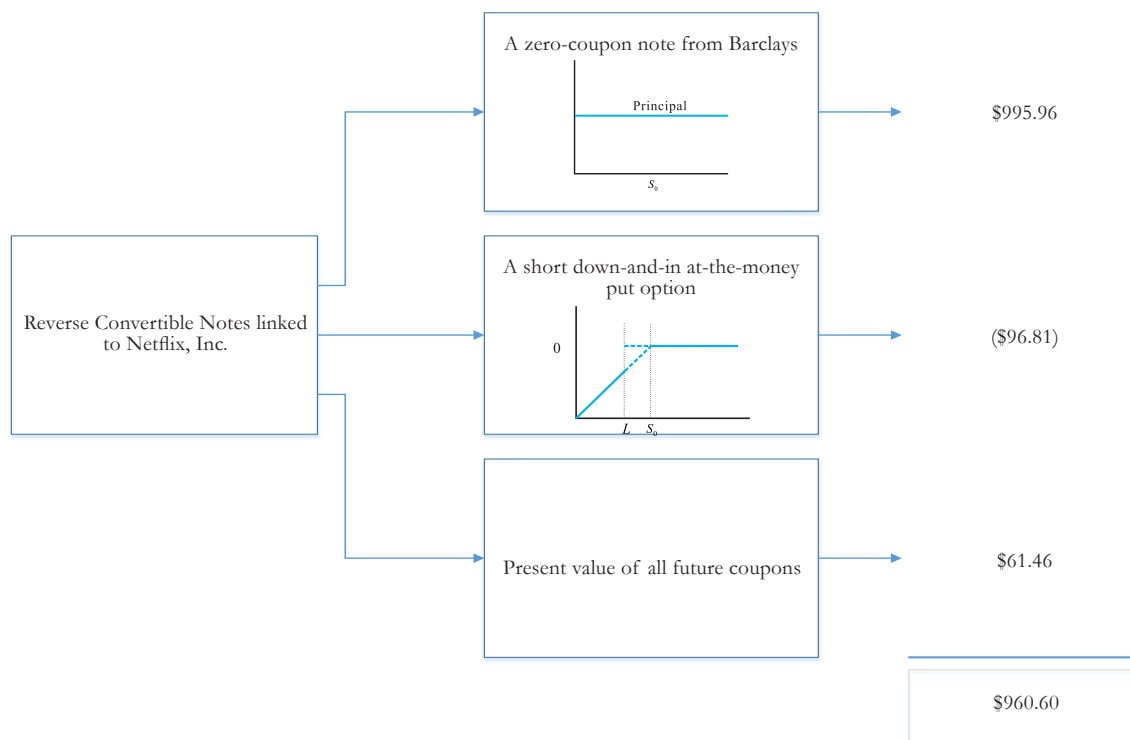 A zero-coupon note from Barclays
Principal
S0
$995.96
Reverse Convertible Notes linked
to Netflix, Inc.
A short down-and-in at-the-money
put option
0
L S0
($96.81)
Present value of all future coupons
$61.46
$960.60